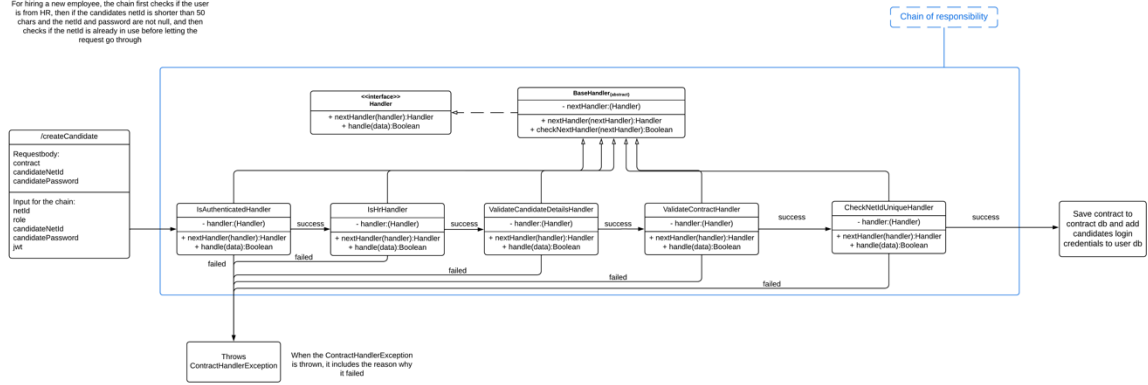 For hiring a new employee, the chain first checks if the user
is from HR, then if the candidates netId is shorter than 50
chars and the netId and password are not null, and then
checks if the netId is already in use before letting the
request go through
Chain of responsibility
<<interface>>
Handler
+ nextHandler(handler):Handler
+ handle(data):Boolean
BaseHandler(abstract)
- nextHandler:(Handler)
+ nextHandler(nextHandler):Handler
+ checkNextHandler(nextHandler):Boolean
/createCandidate
Requestbody:
contract
candidateNetId
candidatePassword
Input for the chain:
netId
role
candidateNetId
candidatePassword
jwt
IsAuthenticatedHandler
- handler:(Handler)
+ nextHandler(handler):Handler
+ handle(data):Boolean
success
IsHrHandler
- handler:(Handler)
+ nextHandler(handler):Handler
+ handle(data):Boolean
success
ValidateCandidateDetailsHandler
- handler:(Handler)
+ nextHandler(handler):Handler
+ handle(data):Boolean
success
ValidateContractHandler
- handler:(Handler)
+ nextHandler(handler):Handler
+ handle(data):Boolean
success
CheckNetIdUniqueHandler
- handler:(Handler)
+ nextHandler(handler):Handler
+ handle(data):Boolean
success
Save contract to
contract db and add
candidates login
credentials to user db
failed
failed
failed
failed
failed
Throws
ContractHandlerException
When the ContractHandlerException
is thrown, it includes the reason why
it failed